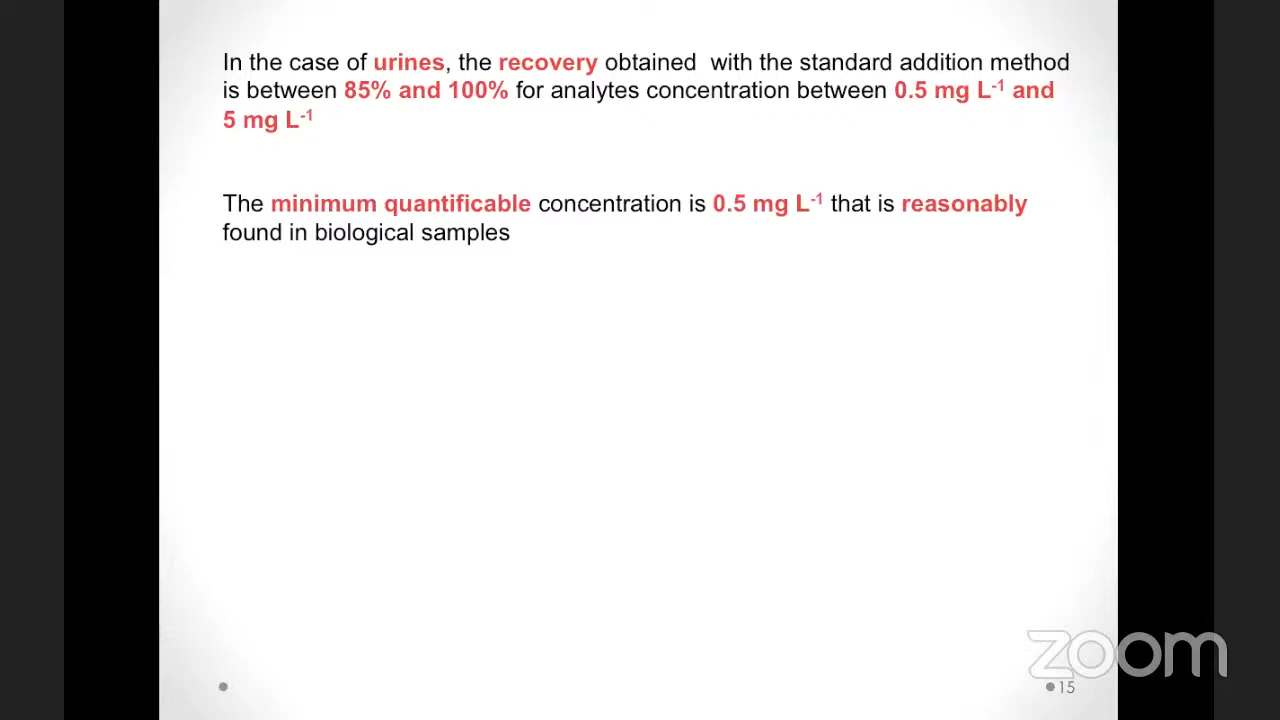 In the case of urines, the recovery obtained with the standard addition method
is between 85% and 100% for analytes concentration between 0.5 mg L⁻¹ and
5 mg L⁻¹
The minimum quantificable concentration is 0.5 mg L⁻¹ that is reasonably
found in biological samples
zoom
15